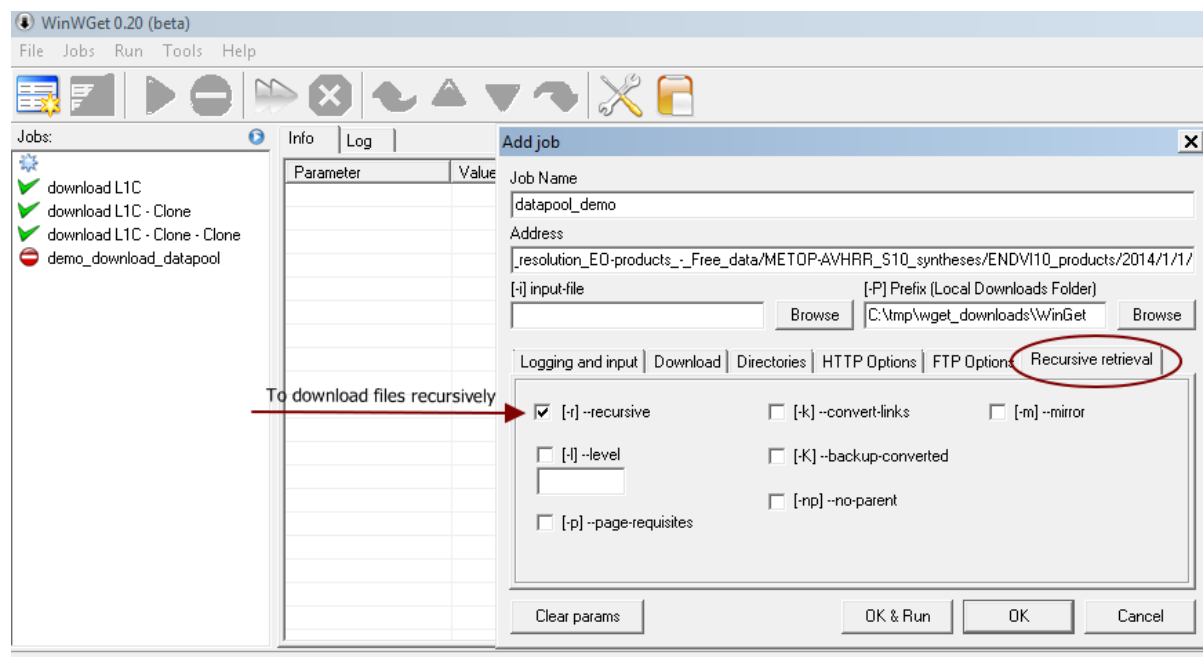 WinWGet 0.20 (beta)
File Jobs Run Tools Help
Jobs:
download L1C
download L1C - Clone
download L1C - Clone - Clone
demo_download_datapool
Info Log
Parameter Value
To download files recursively
Add job
Job Name
datapool_demo
Address
_resolution_EO-products_-_Free_data/METOP-AVHRR_S10_syntheses/ENDVI10_products/2014/1/1/
[-i] input-file [-P] Prefix (Local Downloads Folder)
Browse C:\tmp\wget_downloads\WinGet Browse
Logging and input Download Directories HTTP Options FTP Options Recursive retrieval
[-r] --recursive [-k] --convert-links [-m] --mirror
[-l] --level [-K] --backup-converted
[-np] --no-parent
[-p] --page-requisites
Clear params OK & Run OK Cancel